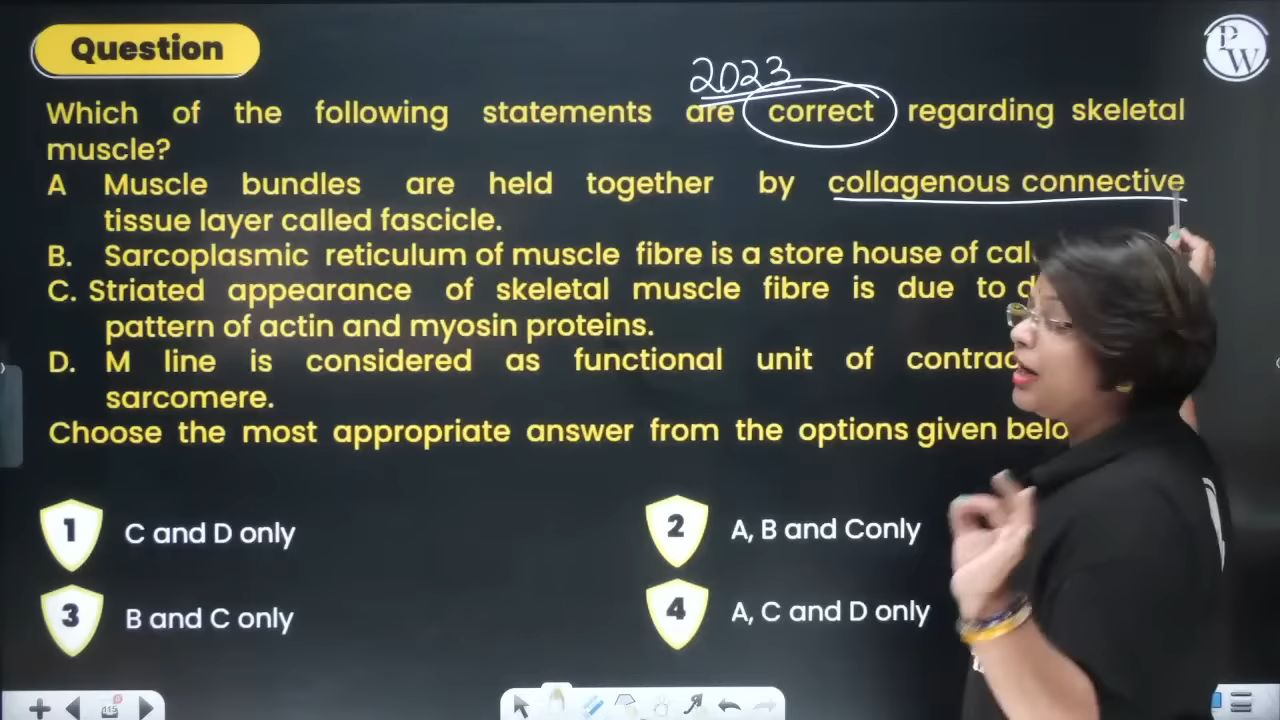 Question
PW
2023
Which of the following statements are correct regarding skeletal
muscle?
A Muscle bundles are held together by collagenous connective
tissue layer called fascicle.
B. Sarcoplasmic reticulum of muscle fibre is a store house of
C. Striated appearance of skeletal muscle fibre is due to
pattern of actin and myosin proteins.
D. M line is considered as functional unit of
sarcomere.
Choose the most appropriate answer from the options given
1 C and D only
2 A, B and Conly
3 B and C only
4 A, C and D only
115